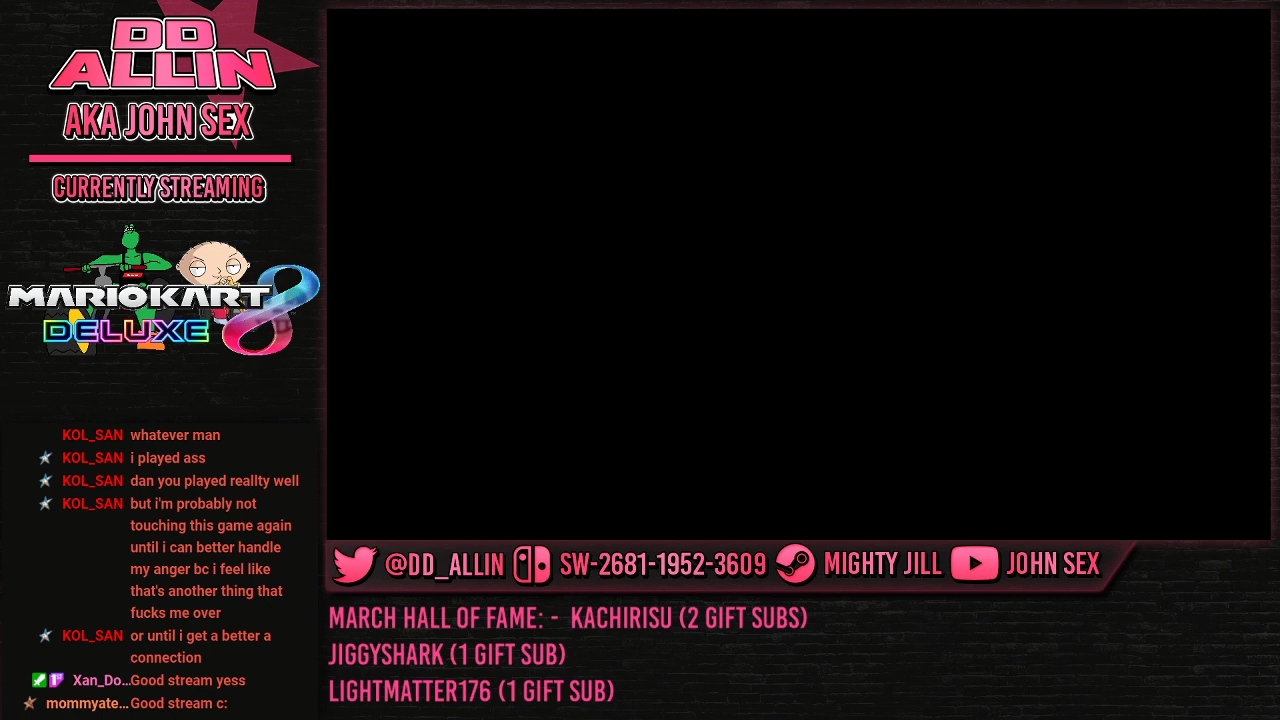 DD
ALLIN
AKA JOHN SEX
CURRENTLY STREAMING
MARIOKART 8
DELUXE
KOL_SAN whatever man
KOL_SAN i played ass
KOL_SAN dan you played reallty well
KOL_SAN but i'm probably not
touching this game again
until i can better handle
my anger bc i feel like
that's another thing that
fucks me over
KOL_SAN or until i get a better a
connection
Xan_Do... Good stream yess
mommyate... Good stream c:
@DD_ALLIN SW-2681-1952-3609 MIGHTY JILL JOHN SEX
MARCH HALL OF FAME: - KACHIRISU (2 GIFT SUBS)
JIGGYSHARK (1 GIFT SUB)
LIGHTMATTER176 (1 GIFT SUB)